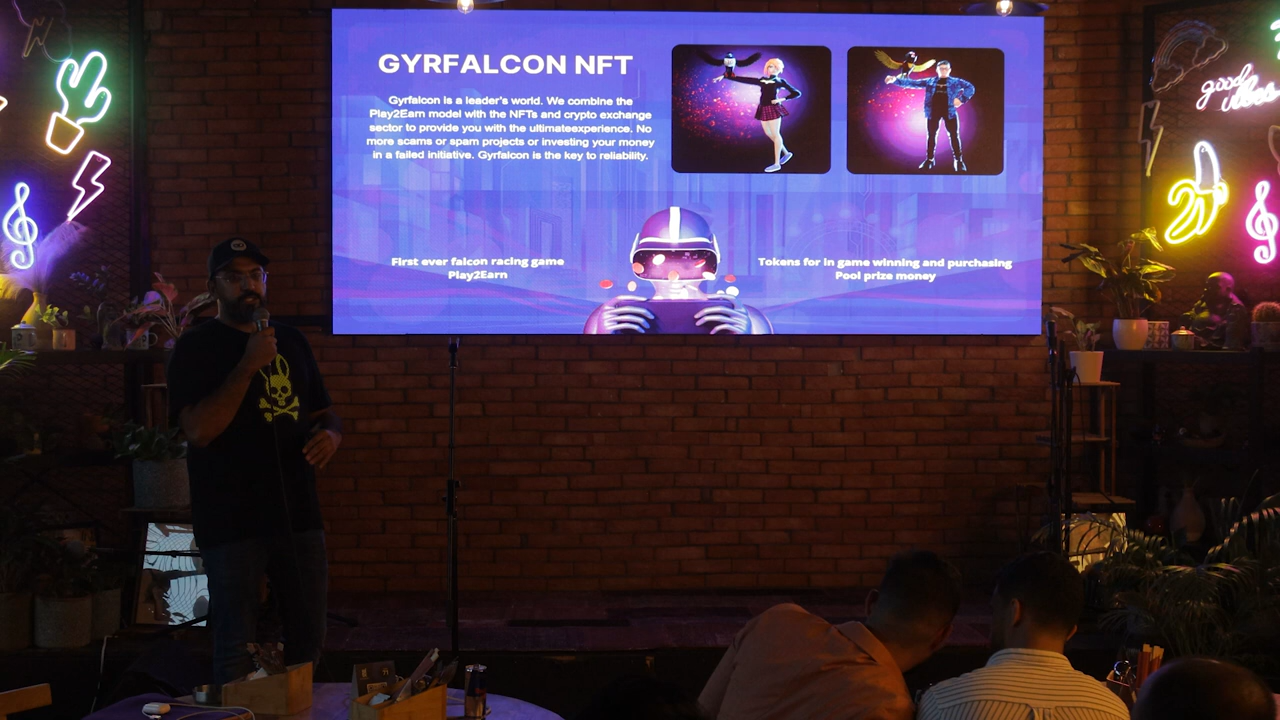 GYRFALCON NFT
Gyrfalcon is a leader's world. We combine the
Play2Earn model with the NFTs and crypto exchange
sector to provide you with the ultimateexperience. No
more scams or spam projects or investing your money
in a failed initiative. Gyrfalcon is the key to reliability.
First ever falcon racing game
Play2Earn
Tokens for in game winning and purchasing
Pool prize money
good
vibes